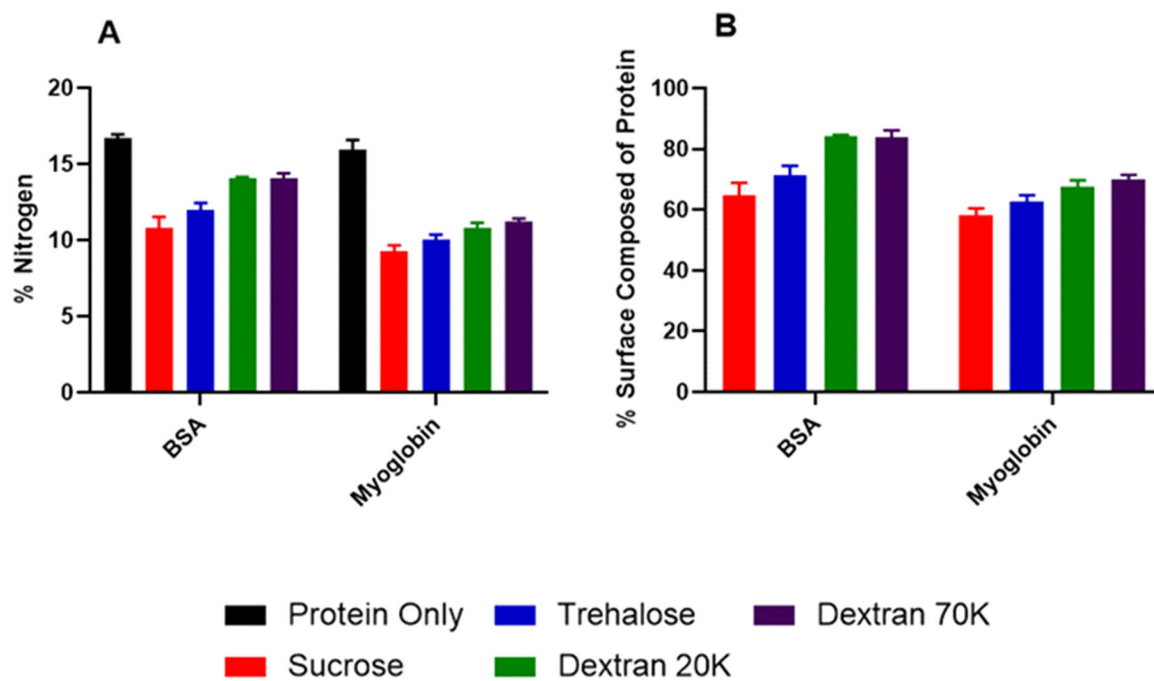 A
% Nitrogen
20
15
10
5
0
BSA
Myoglobin
B
% Surface Composed of Protein
100
80
60
40
20
0
BSA
Myoglobin
Protein Only Trehalose Dextran 70K
Sucrose Dextran 20K